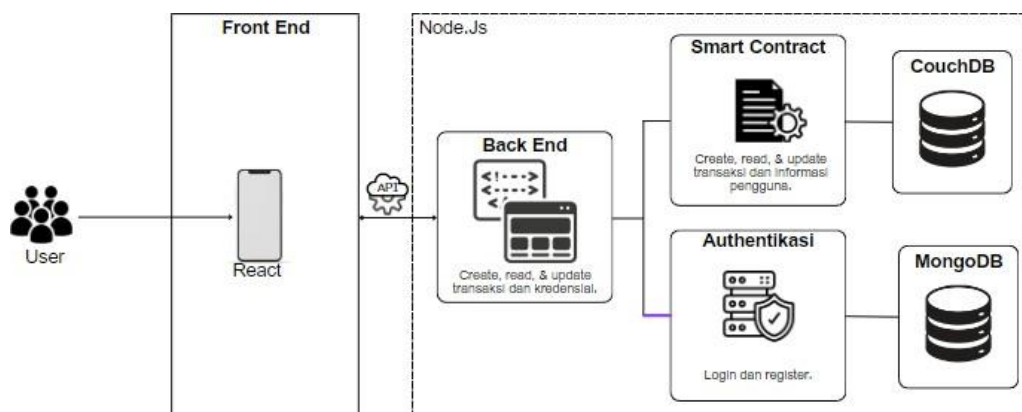 Front End
Node.Js
Smart Contract
CouchDB
Create, read, & update
transaksi dan informasi
pengguna.
Back End
<!---->
<---->
API
Create, read, & update
transaksi dan kredensial.
User
React
Authentikasi
MongoDB
Login dan register.